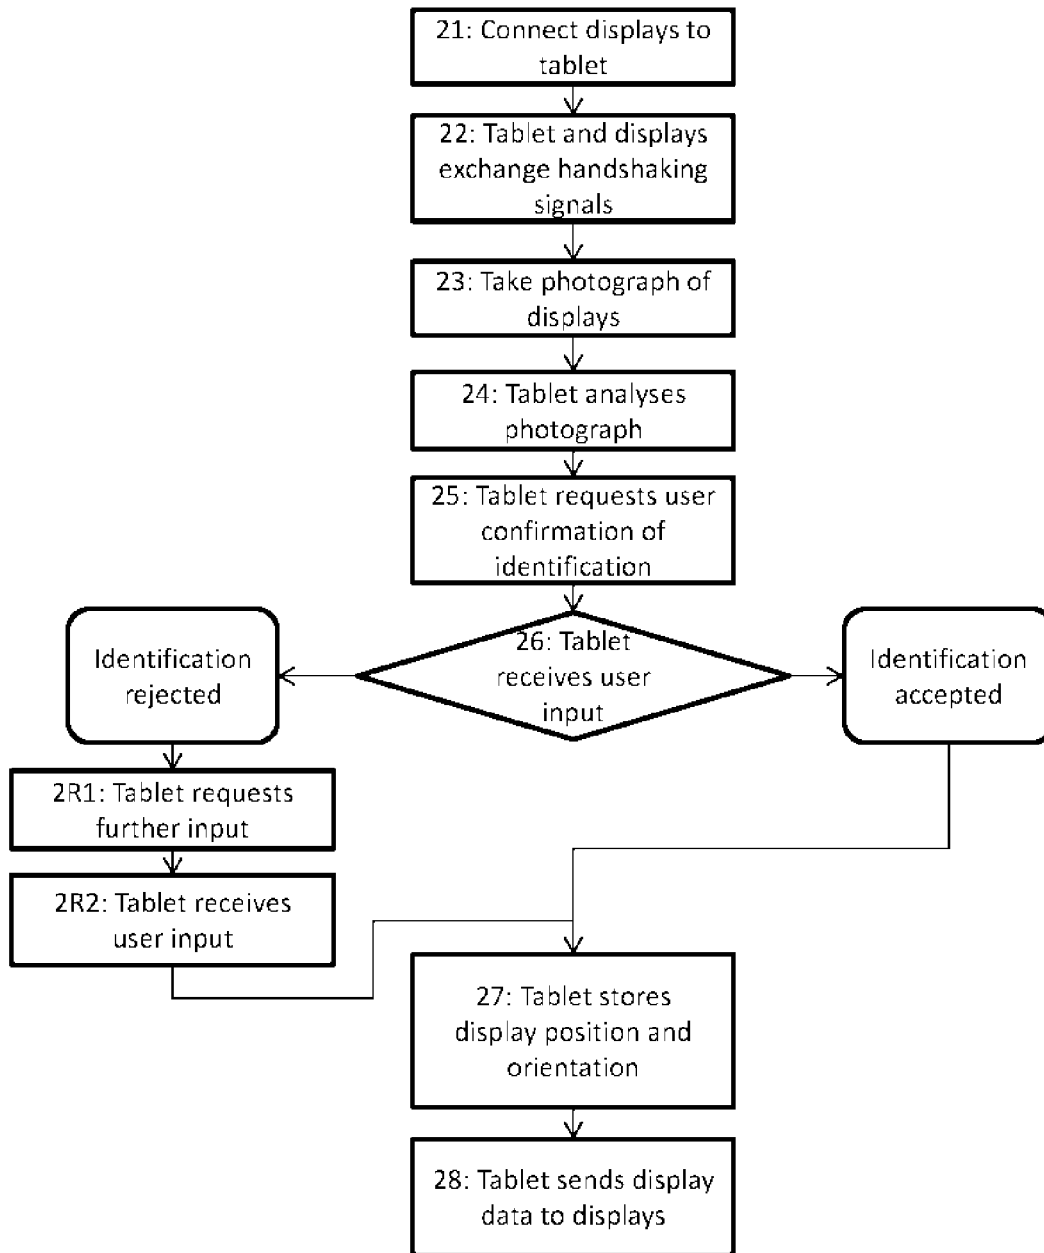 21: Connect displays to
tablet
22: Tablet and displays
exchange handshaking
signals
23: Take photograph of
displays
24: Tablet analyses
photograph
25: Tablet requests user
confirmation of
identification
26: Tablet
receives user
input
Identification
rejected
Identification
accepted
2R1: Tablet requests
further input
2R2: Tablet receives
user input
27: Tablet stores
display position and
orientation
28: Tablet sends display
data to displays